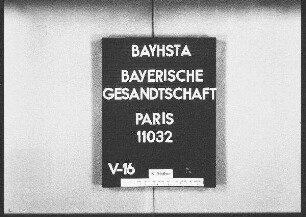 BAYHSTA
BAYERISCHE
GESANDTSCHAFT
PARIS
11032
V-16